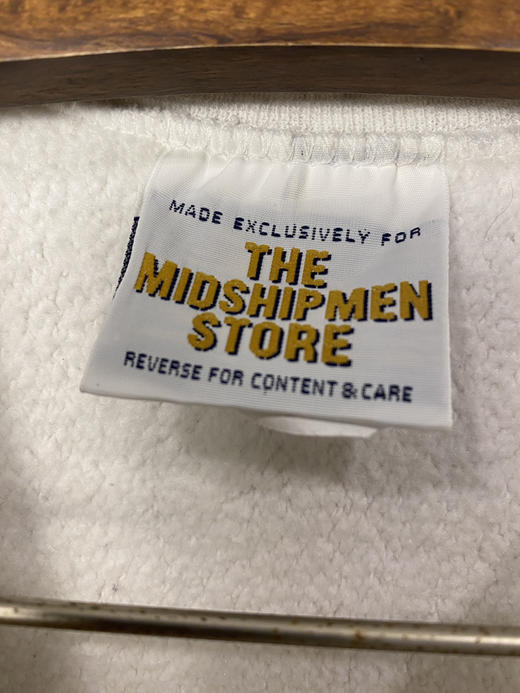 MADE EXCLUSIVELY FOR
THE
MIDSHIPMEN
STORE
REVERSE FOR CONTENT & CARE